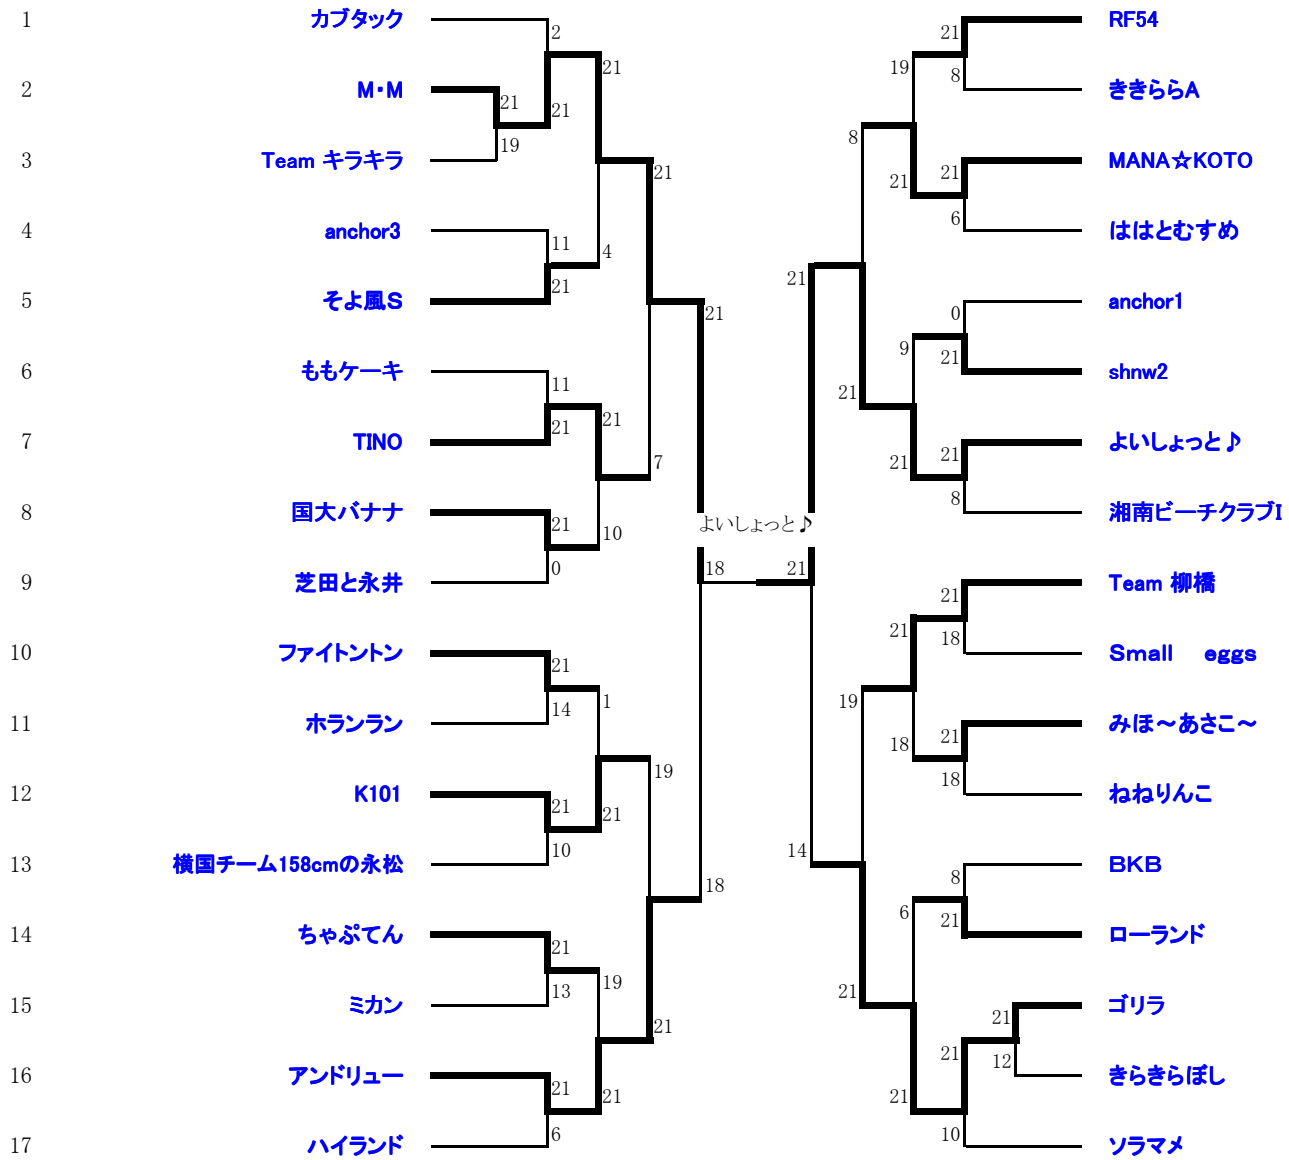 1 カブタック 2 21 RF54
21 19
2 M・M 21 21 8 ききららA
19 8
3 Team キラキラ 21 21 21 MANA☆KOTO
4 anchor3 11 4 6 ははとむすめ
21 21
5 そよ風S 21 0 anchor1
9
6 ももケーキ 11 21 shnw2
21 21
7 TINO 21 7 21 21 よいしょっと♪
8 国大バナナ 21 10 8 湘南ビーチクラブI
よいしょっと♪
9 芝田と永井 0 18 21 21 Team 柳橋
21
10 ファイトントン 21 18 Small eggs
1 19
11 ホランラン 14 18 21 みほ～あさこ～
19 18
12 K101 21 21 ねねりんこ
14
13 横国チーム158cmの永松 10 18 8 BKB
6
14 ちゃぷてん 21 21 ローランド
19 21
15 ミカン 13 21 21 ゴリラ
21 12
16 アンドリュー 21 21 21 きらきらぼし
17 ハイランド 6 10 ソラマメ